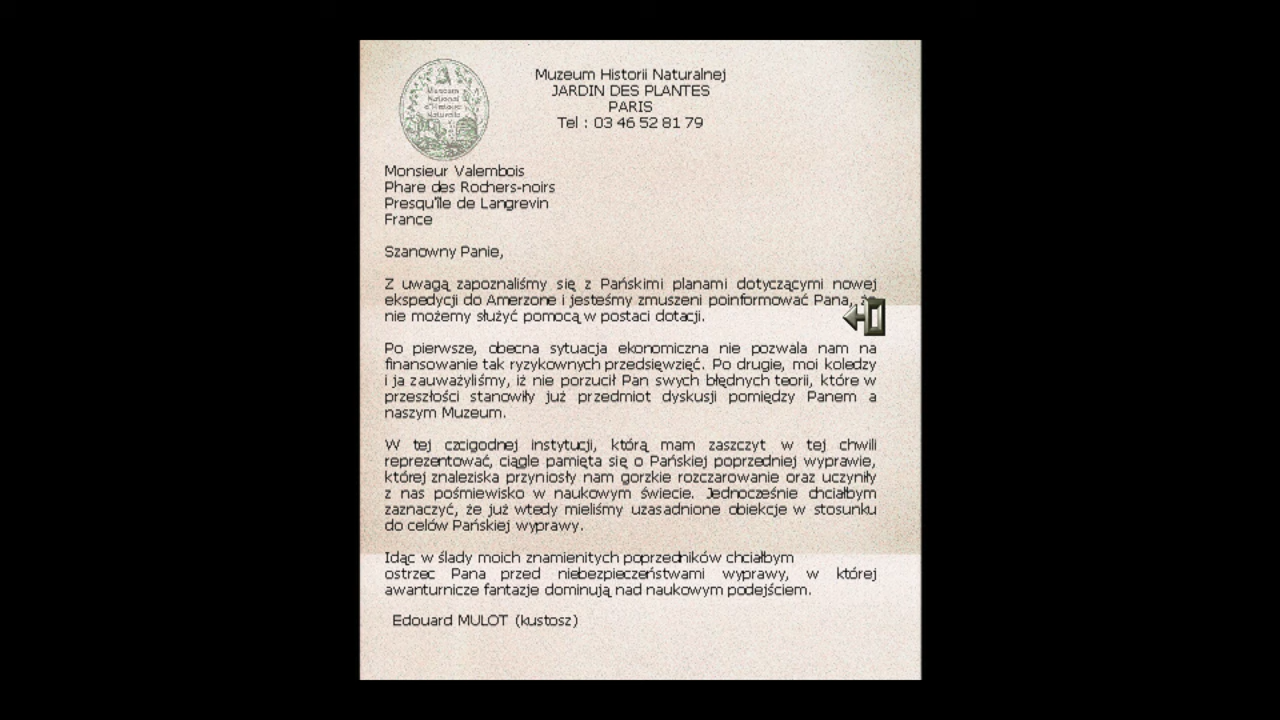 Muzeum Historii Naturalnej
JARDIN DES PLANTES
PARIS
Tel : 03 46 52 81 79
Museum
National
d'Histoire
Naturelle
Monsieur Valembois
Phare des Rochers-noirs
Presqu'île de Langrevin
France
Szanowny Panie,
Z uwagą zapoznaliśmy się z Pańskimi planami dotyczącymi nowej
ekspedycji do Amerzone i jesteśmy zmuszeni poinformować Pana, że
nie możemy służyć pomocą w postaci dotacji.
Po pierwsze, obecna sytuacja ekonomiczna nie pozwala nam na
finansowanie tak ryzykownych przedsięwzięć. Po drugie, moi koledzy
i ja zauważyliśmy, iż nie porzucił Pan swych błędnych teorii, które w
przeszłości stanowiły już przedmiot dyskusji pomiędzy Panem a
naszym Muzeum.
W tej czcigodnej instytucji, którą mam zaszczyt w tej chwili
reprezentować, ciągle pamięta się o Pańskiej poprzedniej wyprawie,
której znaleziska przyniosły nam gorzkie rozczarowanie oraz uczyniły
z nas pośmiewisko w naukowym świecie. Jednocześnie chciałbym
zaznaczyć, że już wtedy mieliśmy uzasadnione obiekcje w stosunku
do celów Pańskiej wyprawy.
Idąc w ślady moich znamienitych poprzedników chciałbym
ostrzec Pana przed niebezpieczeństwami wyprawy, w której
awanturnicze fantazje dominują nad naukowym podejściem.
Edouard MULOT (kustosz)